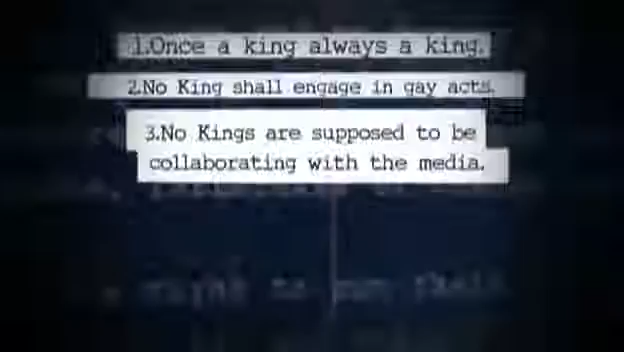 1.Once a king always a king.
2.No King shall engage in gay acts.
3.No Kings are supposed to be
collaborating with the media.